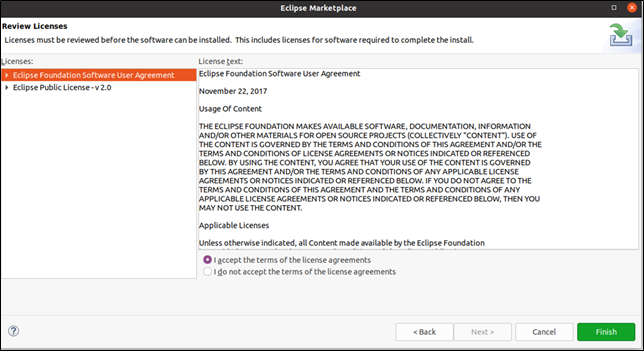 Eclipse Marketplace
Review Licenses
Licenses must be reviewed before the software can be installed. This includes licenses for software required to complete the install.
Licenses:
Eclipse Foundation Software User Agreement
Eclipse Public License - v 2.0
License text:
Eclipse Foundation Software User Agreement
November 22, 2017
Usage Of Content
THE ECLIPSE FOUNDATION MAKES AVAILABLE SOFTWARE, DOCUMENTATION, INFORMATION
AND/OR OTHER MATERIALS FOR OPEN SOURCE PROJECTS (COLLECTIVELY "CONTENT"). USE OF
THE CONTENT IS GOVERNED BY THE TERMS AND CONDITIONS OF THIS AGREEMENT AND/OR THE
TERMS AND CONDITIONS OF LICENSE AGREEMENTS OR NOTICES INDICATED OR REFERENCED
BELOW. BY USING THE CONTENT, YOU AGREE THAT YOUR USE OF THE CONTENT IS GOVERNED
BY THIS AGREEMENT AND/OR THE TERMS AND CONDITIONS OF ANY APPLICABLE LICENSE
AGREEMENTS OR NOTICES INDICATED OR REFERENCED BELOW. IF YOU DO NOT AGREE TO THE
TERMS AND CONDITIONS OF THIS AGREEMENT AND THE TERMS AND CONDITIONS OF ANY
APPLICABLE LICENSE AGREEMENTS OR NOTICES INDICATED OR REFERENCED BELOW, THEN YOU
MAY NOT USE THE CONTENT.
Applicable Licenses
Unless otherwise indicated, all Content made available by the Eclipse Foundation
I accept the terms of the license agreements
I do not accept the terms of the license agreements
?
< Back
Next >
Cancel
Finish